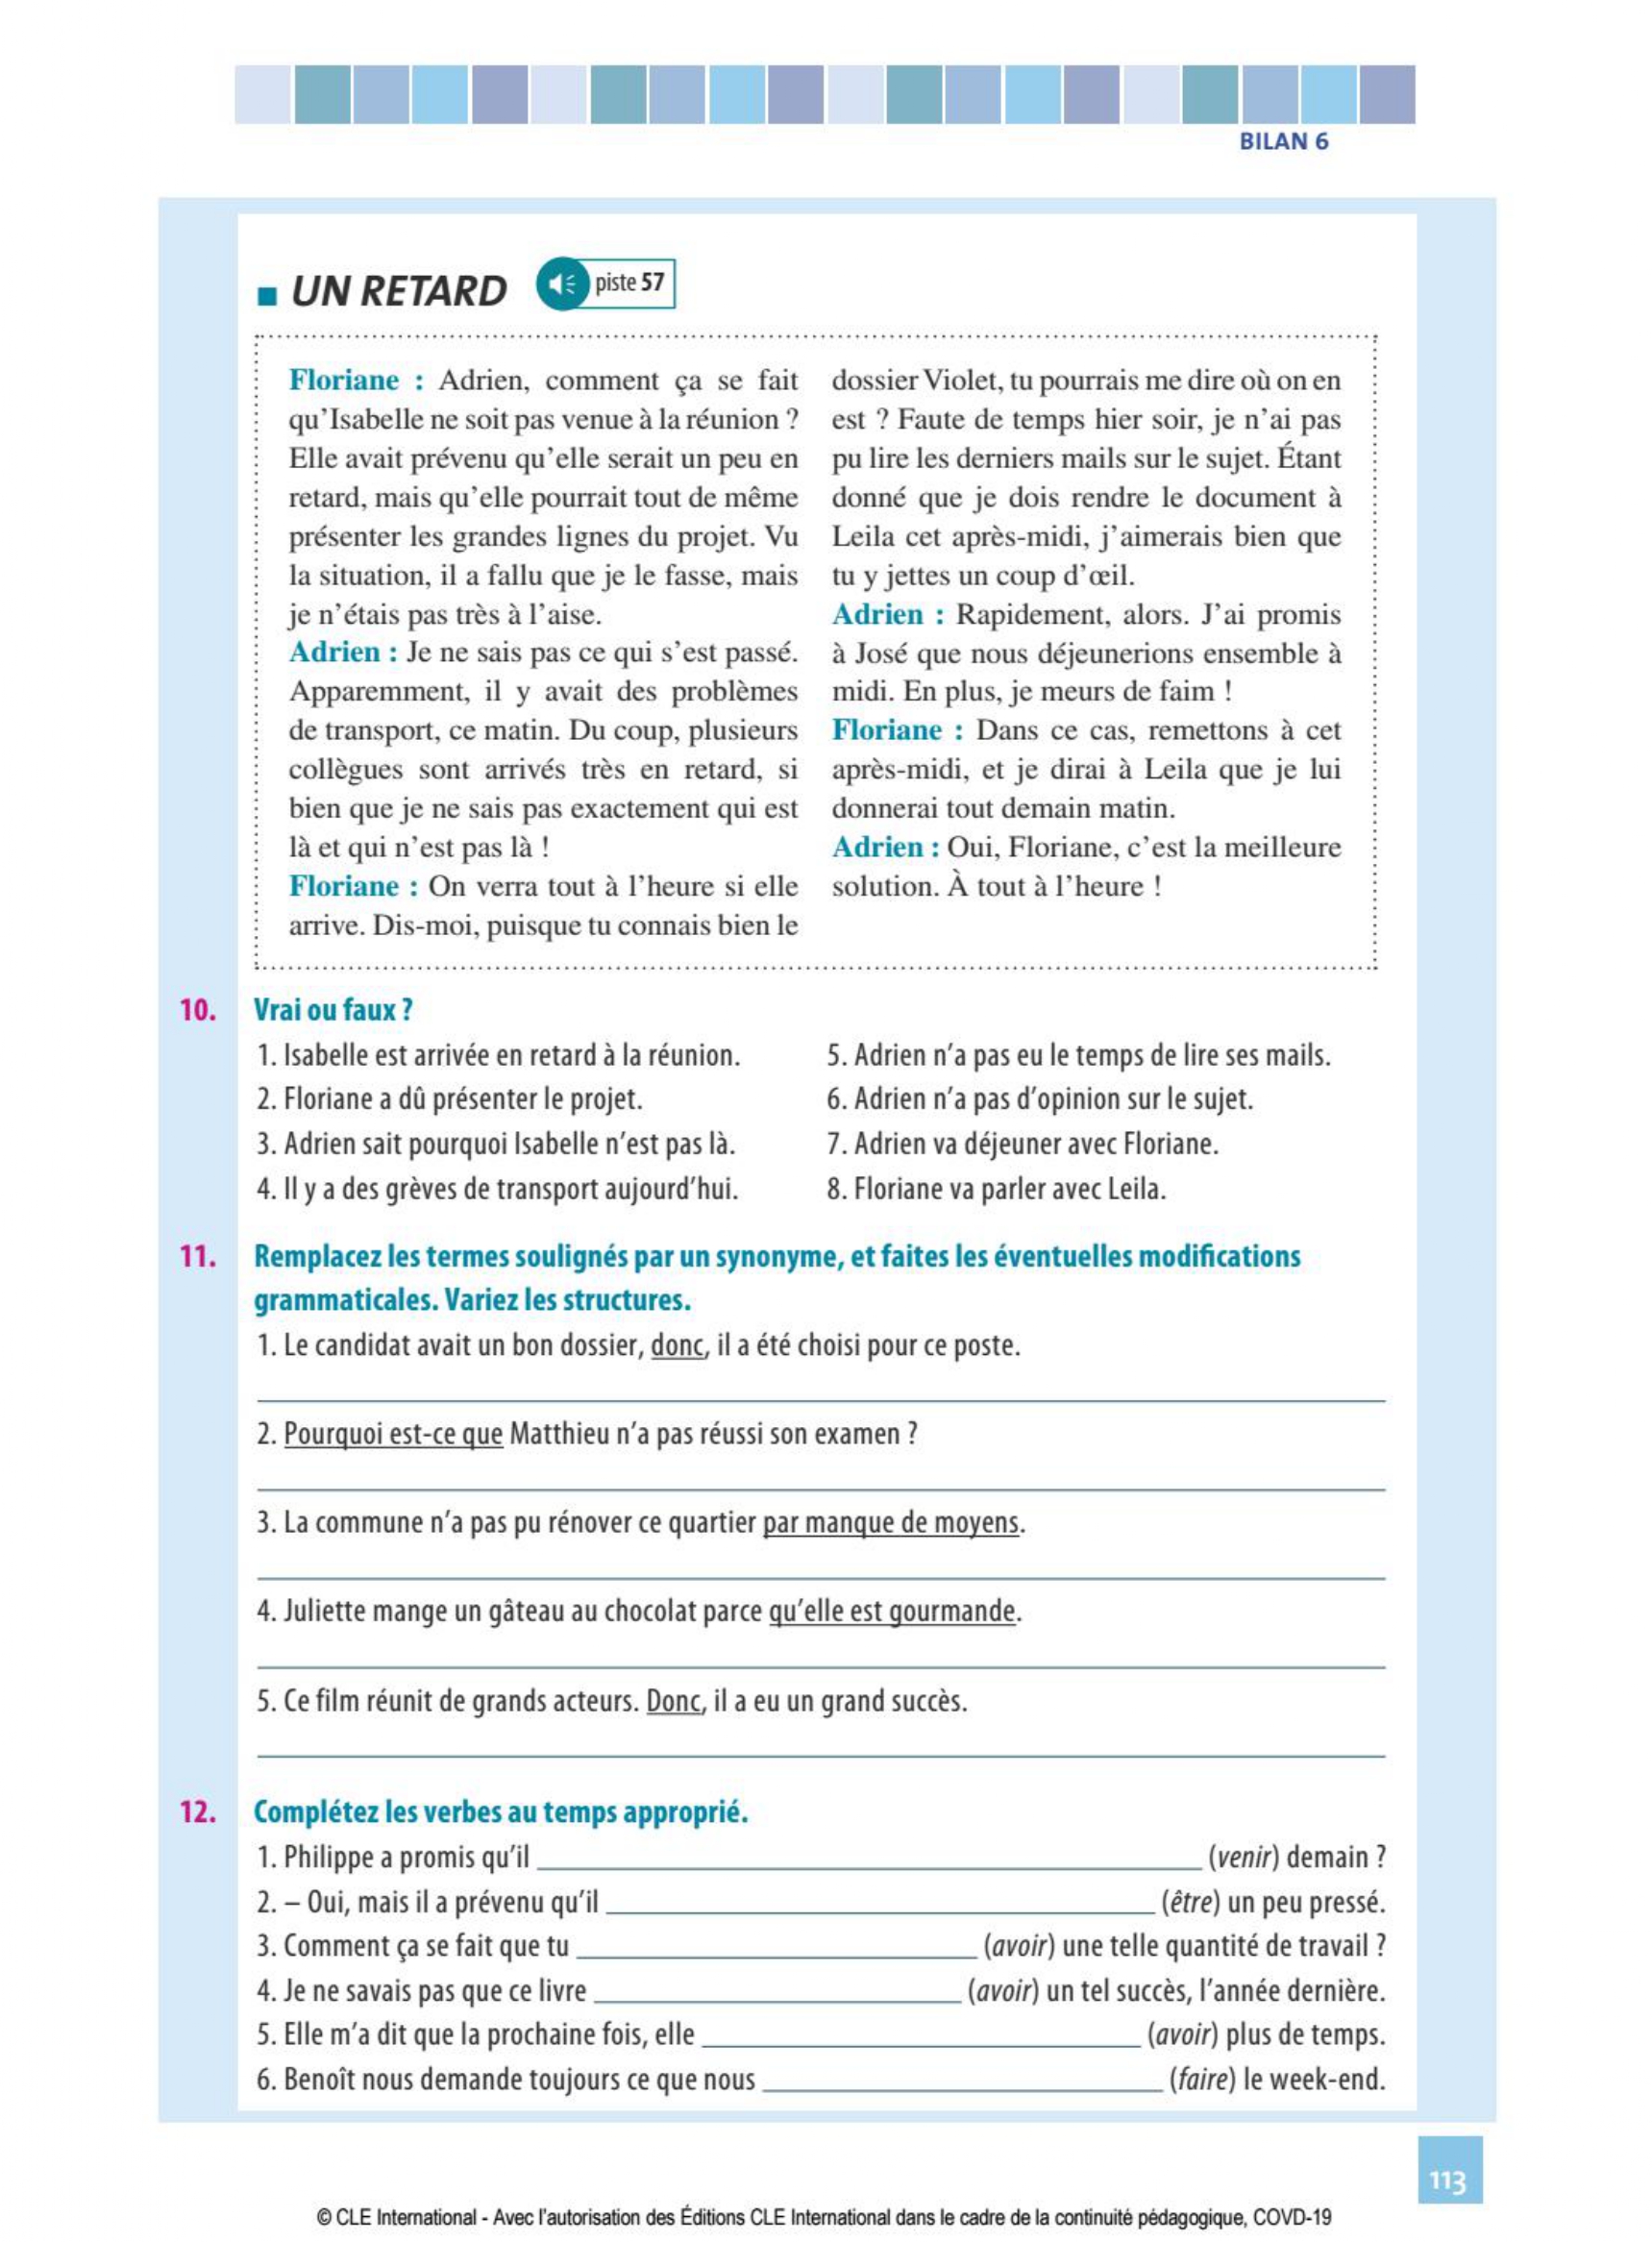 BILAN 6
UN RETARD
piste 57
Floriane : Adrien, comment ça se fait
qu'Isabelle ne soit pas venue à la réunion ?
Elle avait prévenu qu'elle serait un peu en
retard, mais qu'elle pourrait tout de même
présenter les grandes lignes du projet. Vu
la situation, il a fallu que je le fasse, mais
je n'étais pas très à l'aise.
Adrien : Je ne sais pas ce qui s'est passé.
Apparemment, il y avait des problèmes
de transport, ce matin. Du coup, plusieurs
collègues sont arrivés très en retard, si
bien que je ne sais pas exactement qui est
là et qui n'est pas là !
Floriane : On verra tout à l'heure si elle
arrive. Dis-moi, puisque tu connais bien le
dossier Violet, tu pourrais me dire où on en
est ? Faute de temps hier soir, je n'ai pas
pu lire les derniers mails sur le sujet. Étant
donné que je dois rendre le document à
Leila cet après-midi, j'aimerais bien que
tu y jettes un coup d'œil.
Adrien : Rapidement, alors. J'ai promis
à José que nous déjeunerions ensemble à
midi. En plus, je meurs de faim !
Floriane : Dans ce cas, remettons à cet
après-midi, et je dirai à Leila que je lui
donnerai tout demain matin.
Adrien : Oui, Floriane, c'est la meilleure
solution. À tout à l'heure !
10. Vrai ou faux ?
1. Isabelle est arrivée en retard à la réunion.
2. Floriane a dû présenter le projet.
3. Adrien sait pourquoi Isabelle n'est pas là.
4. Il y a des grèves de transport aujourd'hui.
5. Adrien n'a pas eu le temps de lire ses mails.
6. Adrien n'a pas d'opinion sur le sujet.
7. Adrien va déjeuner avec Floriane.
8. Floriane va parler avec Leila.
11. Remplacez les termes soulignés par un synonyme, et faites les éventuelles modifications
grammaticales. Variez les structures.
1. Le candidat avait un bon dossier, donc, il a été choisi pour ce poste.
2. Pourquoi est-ce que Matthieu n'a pas réussi son examen ?
3. La commune n'a pas pu rénover ce quartier par manque de moyens.
4. Juliette mange un gâteau au chocolat parce qu'elle est gourmande.
5. Ce film réunit de grands acteurs. Donc, il a eu un grand succès.
12. Complétez les verbes au temps approprié.
1. Philippe a promis qu'il ______ (venir) demain ?
2. – Oui, mais il a prévenu qu'il ______ (être) un peu pressé.
3. Comment ça se fait que tu ______ (avoir) une telle quantité de travail ?
4. Je ne savais pas que ce livre ______ (avoir) un tel succès, l'année dernière.
5. Elle m'a dit que la prochaine fois, elle ______ (avoir) plus de temps.
6. Benoît nous demande toujours ce que nous ______ (faire) le week-end.
113
© CLE International - Avec l'autorisation des Éditions CLE International dans le cadre de la continuité pédagogique, COVD-19